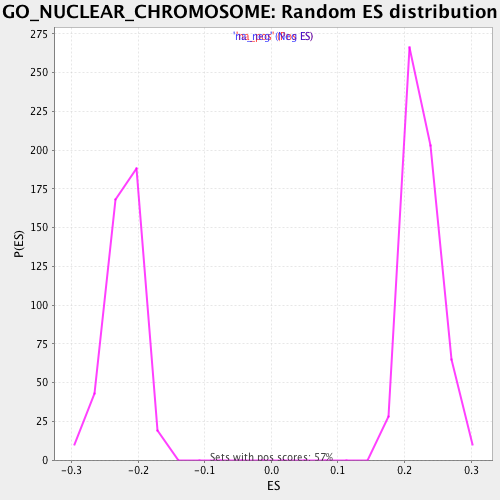 GO_NUCLEAR_CHROMOSOME: Random ES distribution
275
250
225
200
175
150
125
100
75
50
25
0
P(ES)
Sets with pos scores: 57%
-0.3 -0.2 -0.1 0.0 0.1 0.2 0.3
ES